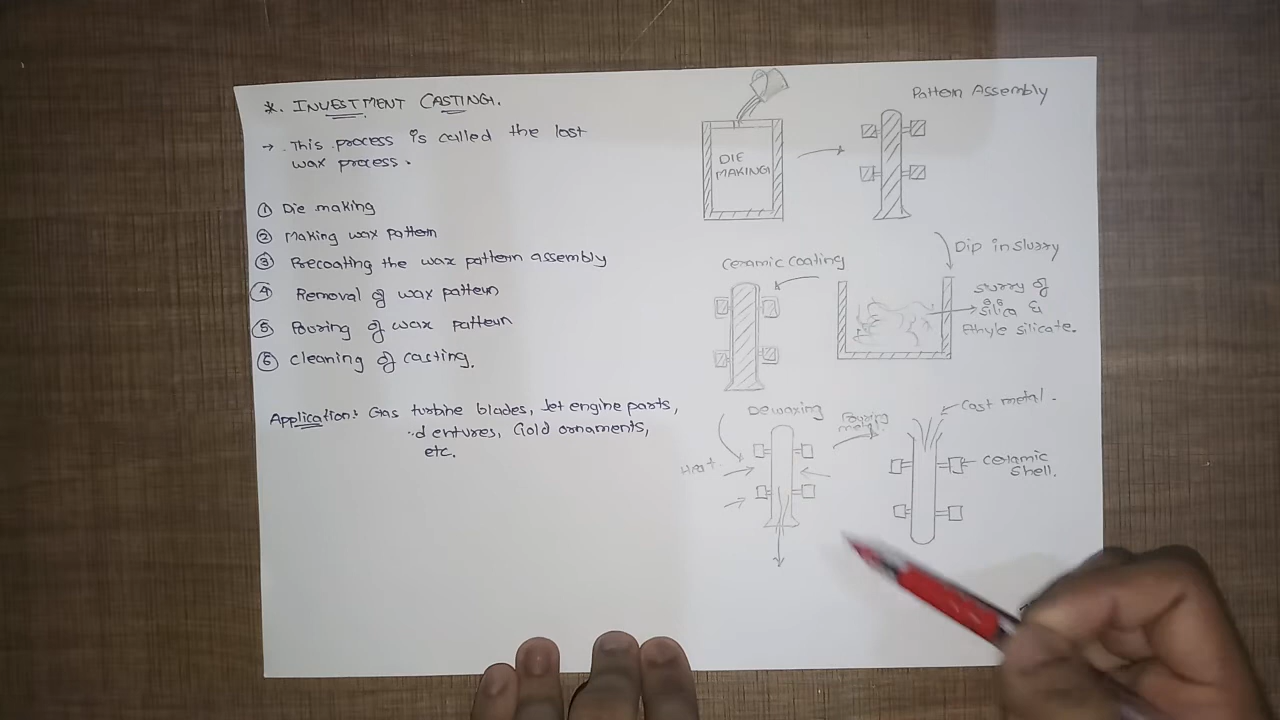 *. INVESTMENT CASTING.
→ This process is called the lost
wax process.
① Die making
② Making wax pattern
③ Precoating the wax pattern assembly
④ Removal of wax pattern
⑤ Pouring of wax pattern
⑥ cleaning of casting.
Application: Gas turbine blades, Jet engine parts,
dentures, Gold ornaments,
etc.
DIE
MAKING
Pattern Assembly
Ceramic coating
Dip in slurry
slurry of
silica &
Ethyle silicate.
Dewaxing
Heat
Pouring
metal
Cast metal.
ceramic
shell.